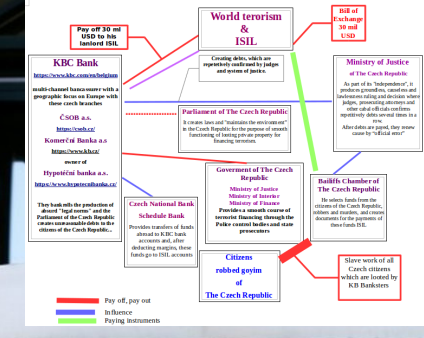 World terorism
&
ISIL
Bill of
Exchange
30 mil
USD
Pay off 30 mi
USD to his
lanlord ISIL
KBC Bank
https://www.kbc.com/en/belgium
multi-channel bancassurer with a
geographic focus on Europe with
these czech branches
ČSOB a.s.
https://csob.cz/
Komerční Banka a.s
https://www.kb.cz/
owner of
Hypotéční banka a.s.
https://www.hypotecnibanka.cz/
They bank rolls the production of
absurd "legal norms" and the
Parliament of the Czech Republic
creates unreasonable debts to the
citizens of the Czech Republic...
Creating debts, which are
repetetively confirmed by judges
and system of justice.
Ministry of Justice
of The Czech Republic
As part of its "independence", it
produces groundless, causeless and
lawlessness ruling and decision where
judges, prosecuting attorneys and
other cabal officials confirms
repetitively debts several times in a
row.
After debts are payed, they renew
cause by "official error"
Parliament of The Czech Republic
It creates laws and "maintains the environment"
in the Czech Republic for the purpose of smooth
functioning of looting private property for
financing terorism.
Goverment of The Czech
Republic
Ministry of Justice
Ministry of Interior
Ministry of Finance
Provides a smooth course of
terrorist financing through the
Police control bodies and state
prosecutors
Bailiffs Chamber of
The Czech Republic
He selects funds from the
citizens of the Czech Republic,
robbers and murders, and creates
documents for the payments of
these funds ISIL
Czech National Bank
Schedule Bank
Provides transfers of funds
abroad to KBC bank
accounts and, after
deducting margins, these
funds go to ISIL accounts
Citizens
robbed goyim
of
The Czech Republic
Slave work of all
Czech citizens
which are looted by
KB Banksters
Pay off, pay out
Influence
Paying instruments